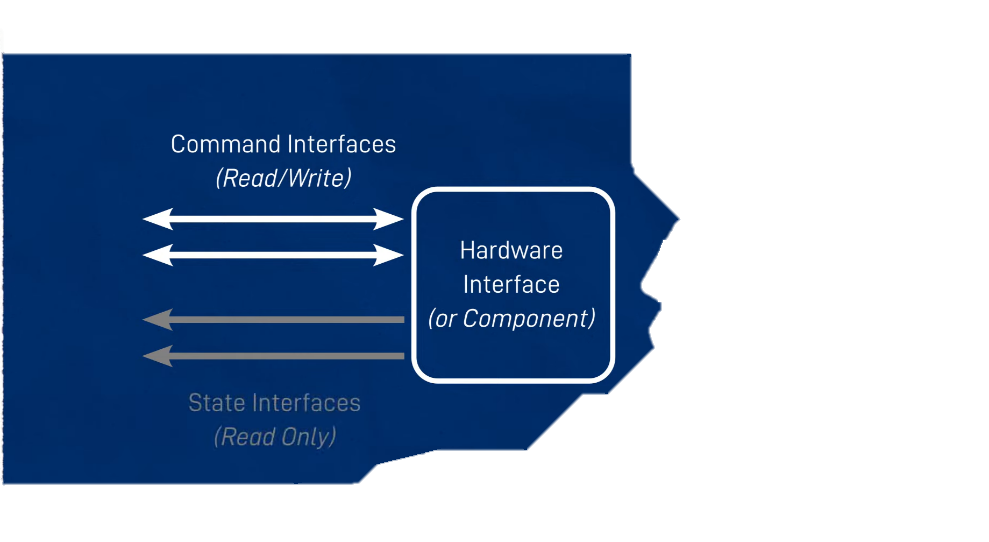 Command Interfaces
(Read/Write)
Hardware
Interface
(or Component)
State Interfaces
(Read Only)